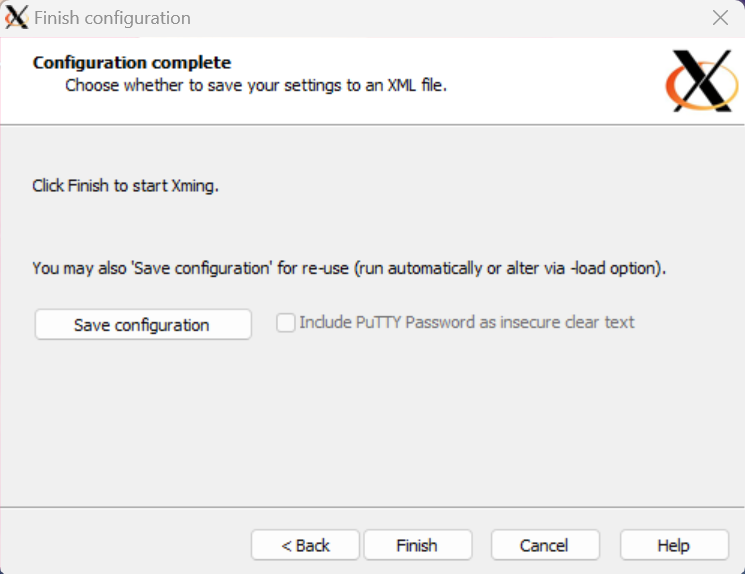 Finish configuration
Configuration complete
Choose whether to save your settings to an XML file.
Click Finish to start Xming.
You may also 'Save configuration' for re-use (run automatically or alter via -load option).
Save configuration
Include PuTTY Password as insecure clear text
< Back
Finish
Cancel
Help